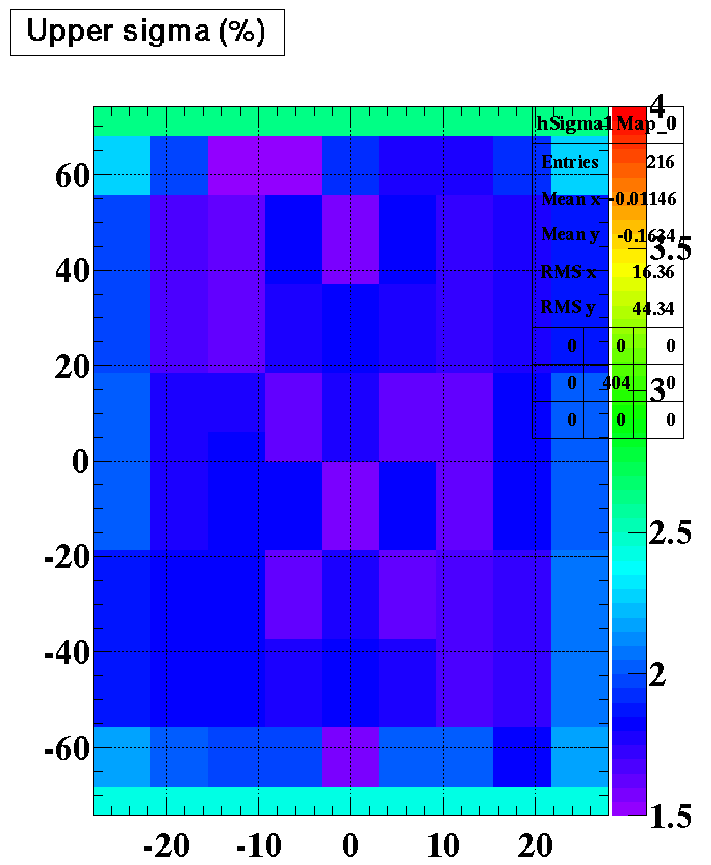 Upper sigma (%)
hSigma1Map_0
Entries 216
Mean x -0.01146
Mean y -0.1634
RMS x 16.36
RMS y 44.34
0 0 0
0 404 0
0 0 0
60
40
20
0
-20
-40
-60
-20 -10 0 10 20
4
3.5
3
2.5
2
1.5